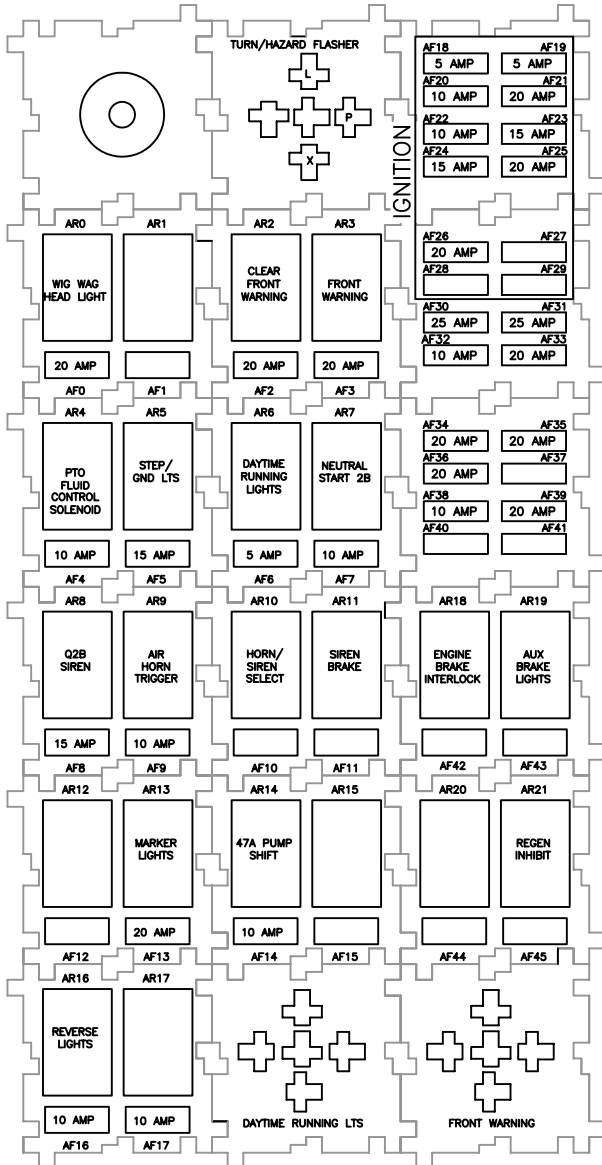 TURN/HAZARD FLASHER
L
P
X
IGNITION
AF18 AF19
5 AMP 5 AMP
AF20 AF21
10 AMP 20 AMP
AF22 AF23
10 AMP 15 AMP
AF24 AF25
15 AMP 20 AMP
AF26 AF27
20 AMP
AF28 AF29
AF30 AF31
25 AMP 25 AMP
AF32 AF33
10 AMP 20 AMP
AR0 AR1 AR2 AR3
WIG WAG
HEAD LIGHT
CLEAR
FRONT
WARNING
FRONT
WARNING
20 AMP 20 AMP 20 AMP
AF0 AF1 AF2 AF3
AR4 AR5 AR6 AR7
PTO
FLUID
CONTROL
SOLENOID
STEP/
GND LTS
DAYTIME
RUNNING
LIGHTS
NEUTRAL
START 2B
10 AMP 15 AMP 5 AMP 10 AMP
AF4 AF5 AF6 AF7
AF34 AF35
20 AMP 20 AMP
AF36 AF37
20 AMP
AF38 AF39
10 AMP 20 AMP
AF40 AF41
AR8 AR9 AR10 AR11 AR18 AR19
Q2B
SIREN
AIR
HORN
TRIGGER
HORN/
SIREN
SELECT
SIREN
BRAKE
ENGINE
BRAKE
INTERLOCK
AUX
BRAKE
LIGHTS
15 AMP 10 AMP
AF8 AF9 AF10 AF11 AF42 AF43
AR12 AR13 AR14 AR15 AR20 AR21
MARKER
LIGHTS
47A PUMP
SHIFT
REGEN
INHIBIT
20 AMP 10 AMP
AF12 AF13 AF14 AF15 AF44 AF45
AR16 AR17
REVERSE
LIGHTS
10 AMP 10 AMP
AF16 AF17
DAYTIME RUNNING LTS
FRONT WARNING